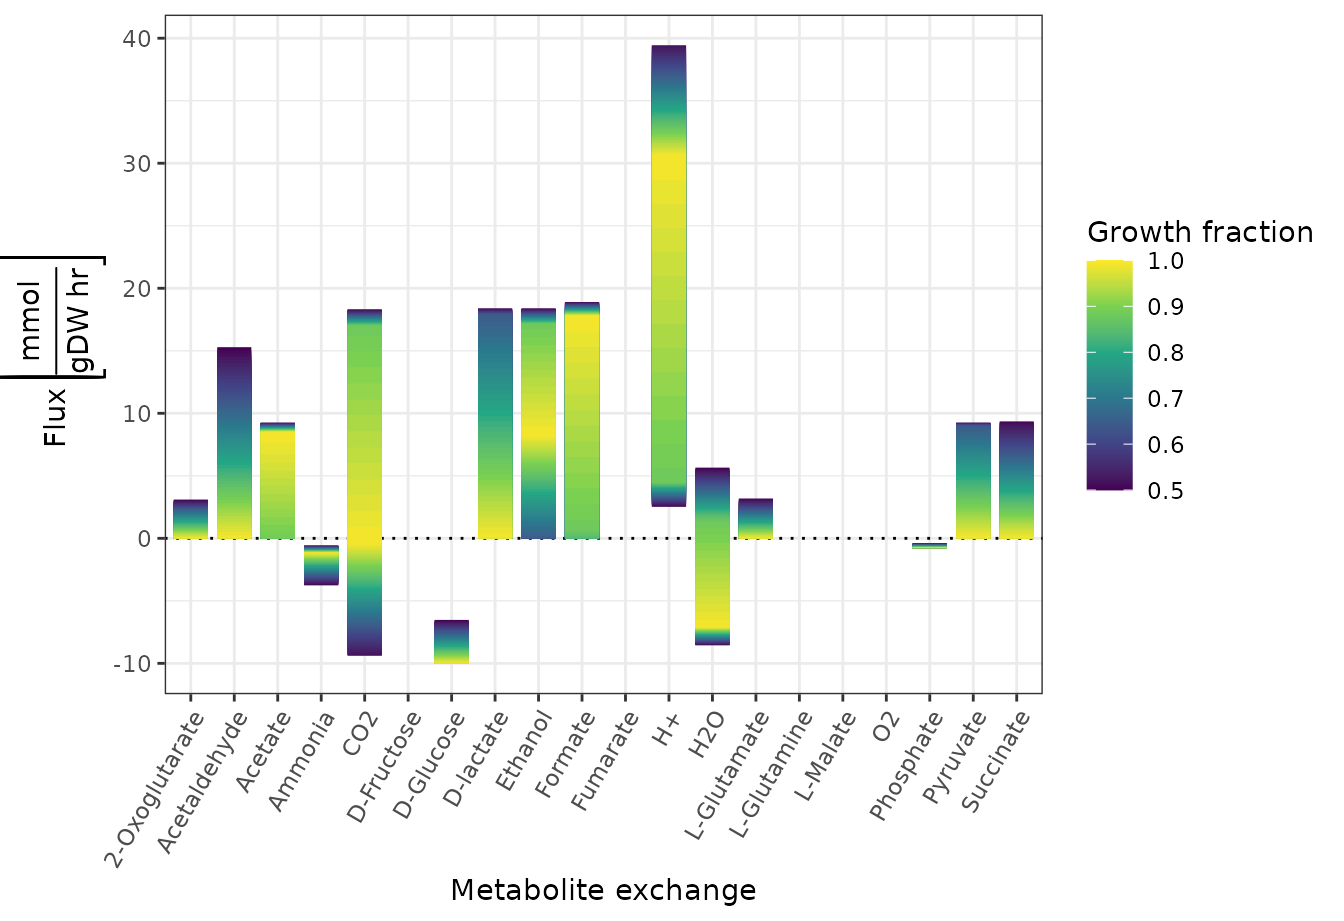 40
30
20
10
0
-10
Flux [mmol / gDW hr]
2-Oxoglutarate
Acetaldehyde
Acetate
Ammonia
CO2
D-Fructose
D-Glucose
D-lactate
Ethanol
Formate
Fumarate
H+
H2O
L-Glutamate
L-Glutamine
L-Malate
O2
Phosphate
Pyruvate
Succinate
Metabolite exchange
Growth fraction
1.0
0.9
0.8
0.7
0.6
0.5